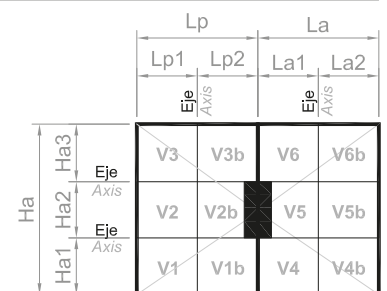 Lp La
Lp1 Lp2 La1 La2
Eje
Axis
Eje
Axis
Ha
Ha3
Ha2
Ha1
Eje
Axis
Eje
Axis
V3 V3b V6 V6b
V2 V2b V5 V5b
V1 V1b V4 V4b